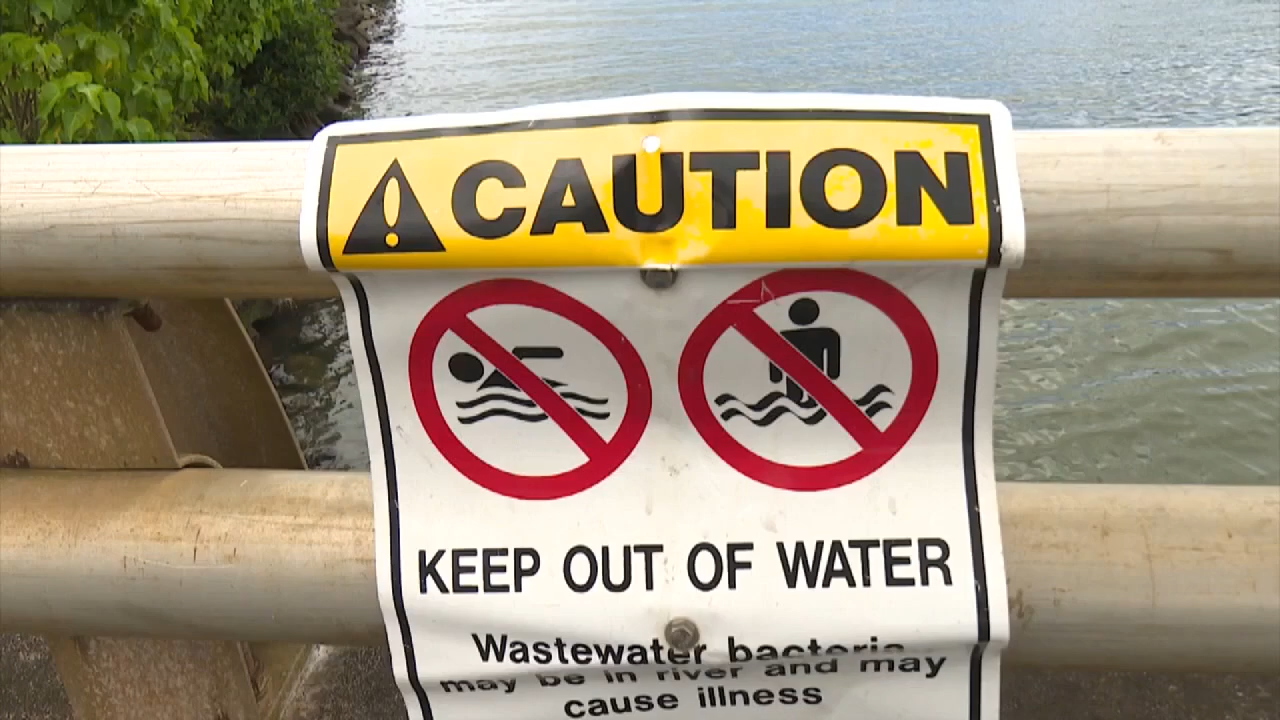 CAUTION
KEEP OUT OF WATER
Wastewater bacteria
may be in river and may
cause illness